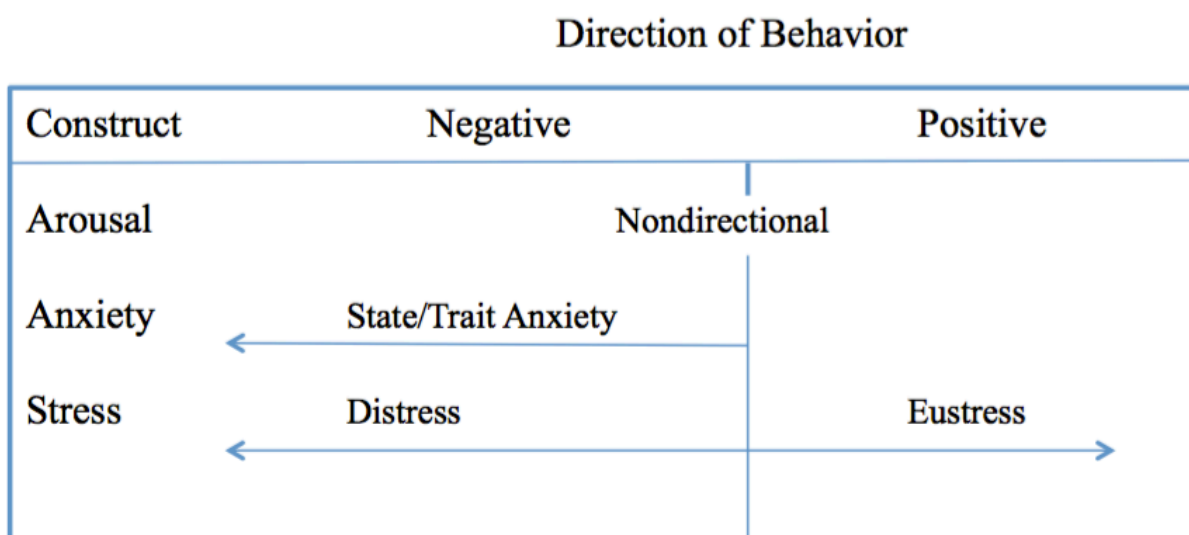 Direction of Behavior
Construct Negative Positive
Arousal Nondirectional
Anxiety State/Trait Anxiety
Stress Distress Eustress